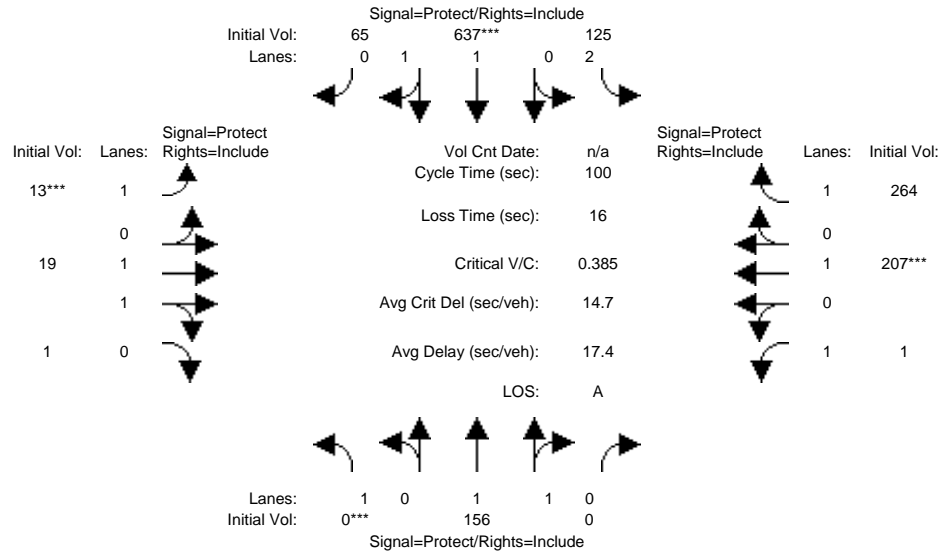 Signal=Protect/Rights=Include
Initial Vol: 65 637*** 125
Lanes: 0 1 1 0 2
Signal=Protect
Initial Vol: Lanes: Rights=Include
Vol Cnt Date: n/a
Signal=Protect
Rights=Include Lanes: Initial Vol:
Cycle Time (sec): 100
13*** 1
1 264
Loss Time (sec): 16
0
0
19 1
Critical V/C: 0.385
1 207***
1
Avg Crit Del (sec/veh): 14.7
0
1 0
Avg Delay (sec/veh): 17.4
1 1
LOS: A
Lanes: 1 0 1 1 0
Initial Vol: 0*** 156 0
Signal=Protect/Rights=Include